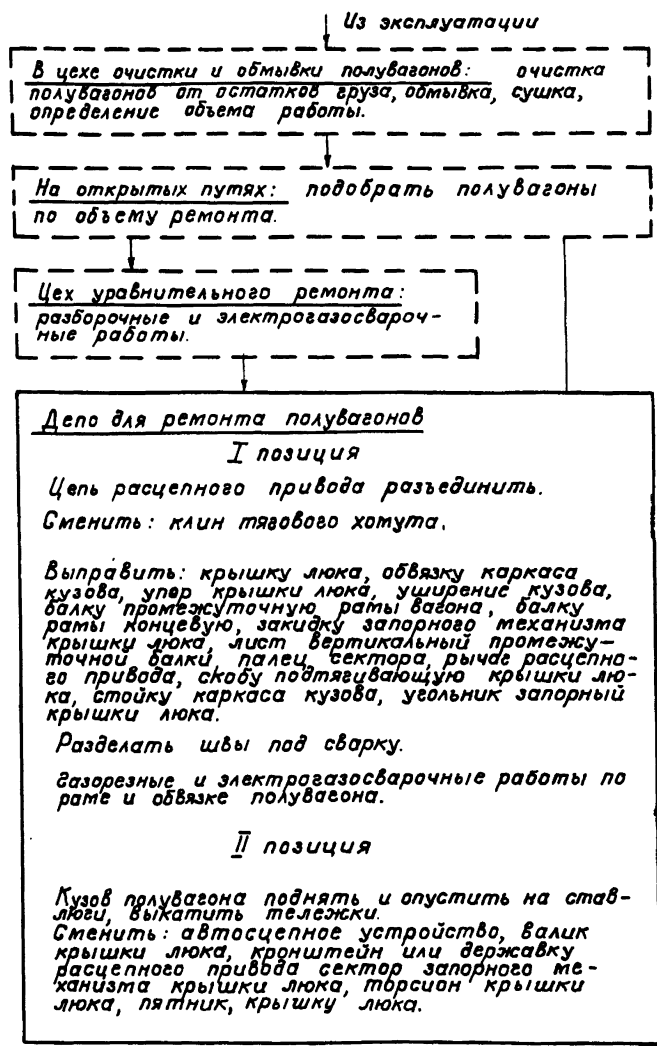 Из эксплуатации
В цехе очистки и обмывки полувагонов: очистка
полувагонов от остатков груза, обмывка, сушка,
определение объема работы.
На открытых путях: подобрать полувагоны
по объему ремонта.
Цех уравнительного ремонта:
разборочные и электрогазосвароч-
ные работы.
Депо для ремонта полувагонов
I позиция
Цепь расцепного привода разъединить.
Сменить: клин тягового хомута.
Выправить: крышку люка, обвязку каркаса
кузова, упор крышки люка, уширение кузова,
балку промежуточную рамы вагона, балку
рамы концевую, закидку запорного механизма
крышки люка, лист вертикальный промежу-
точной балки, палец сектора, рычаг расцепно-
го привода, скобу подтягивающую крышки лю-
ка, стойку каркаса кузова, угольник запорный
крышки люка.
Разделать швы под сварку.
Газорезные и электрогазосварочные работы по
раме и обвязке полувагона.
II позиция
Кузов полувагона поднять и опустить на став-
люги, выкатить тележки.
Сменить: автосцепное устройство, валик
крышки люка, кронштейн или державку
расцепного привода сектор запорного ме-
ханизма крышки люка, торсион крышки
люка, пятник, крышку люка.